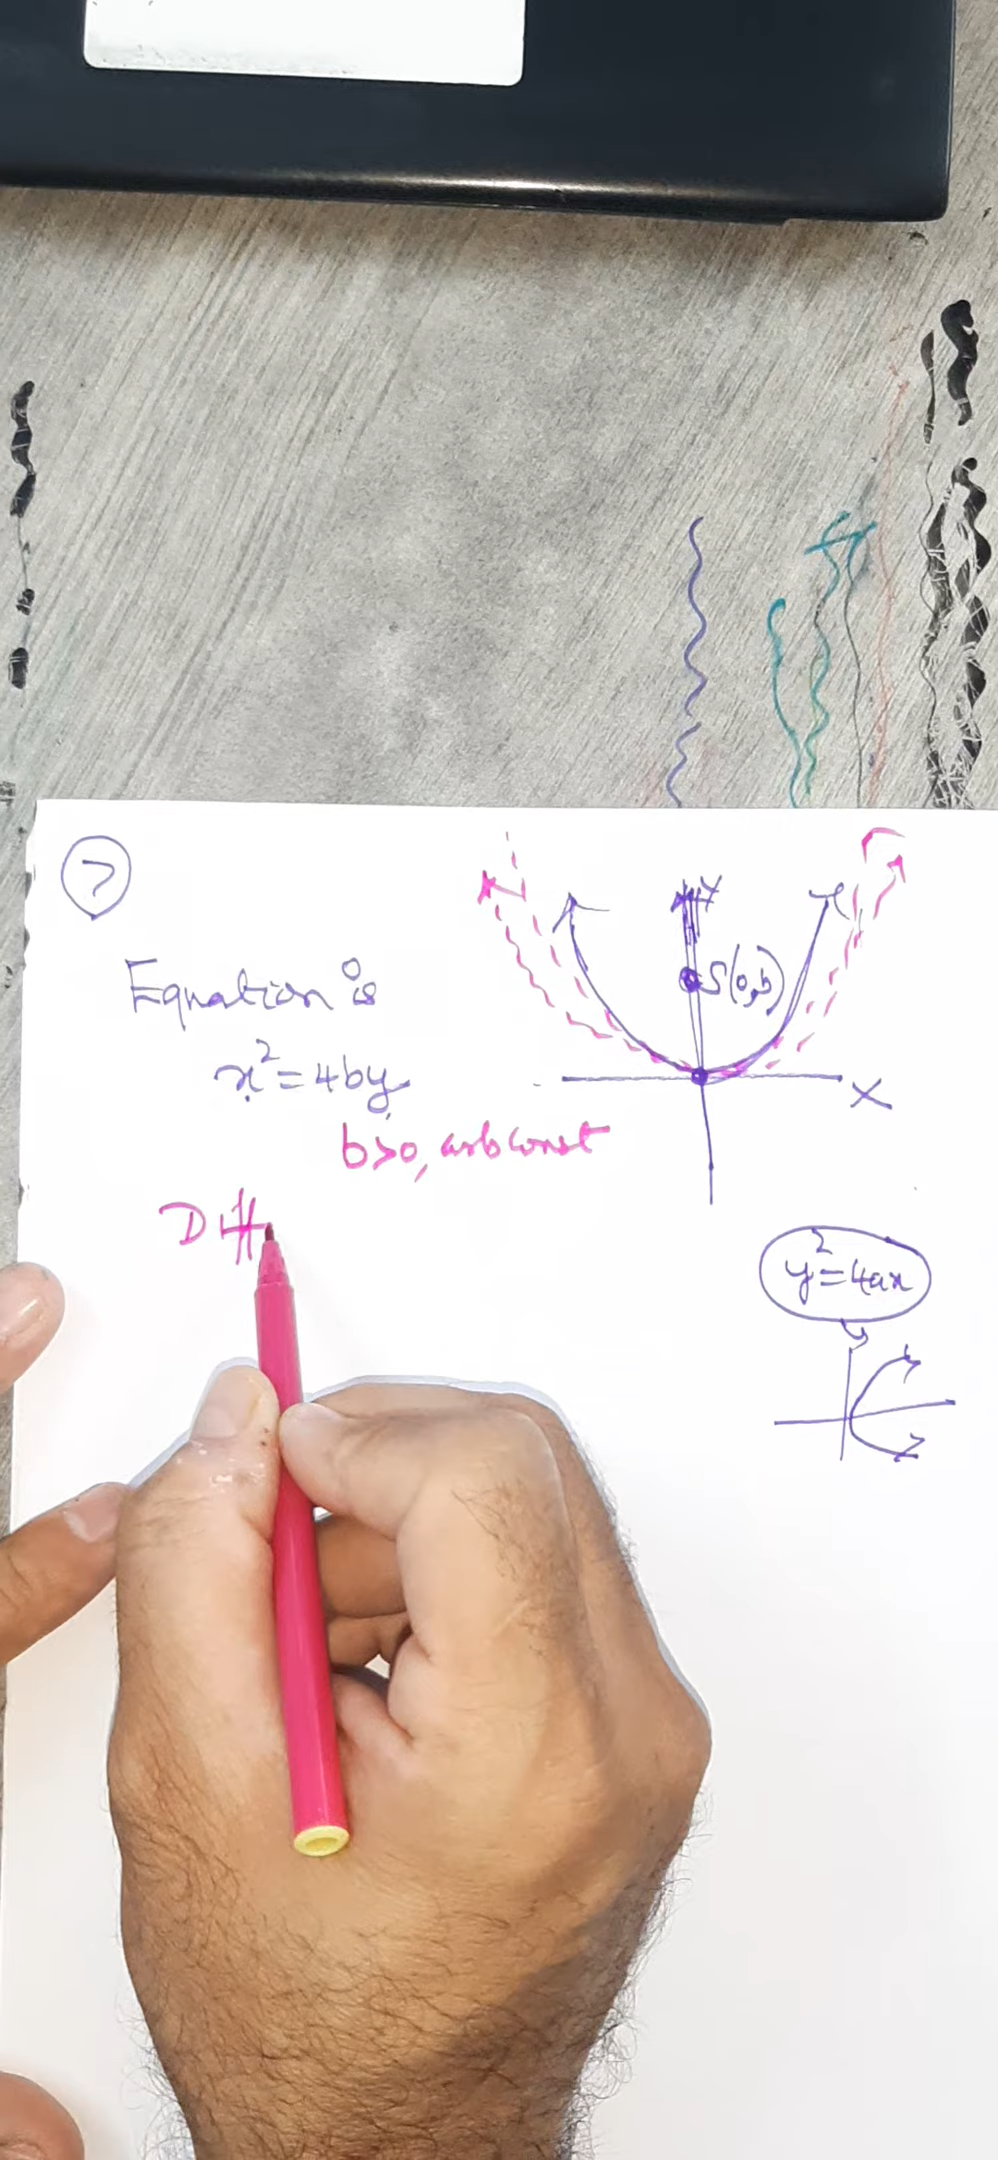 7
Equation is
x²=4by
b>0, arb const
Diff
Y
S(0,b)
X
y²=4ax